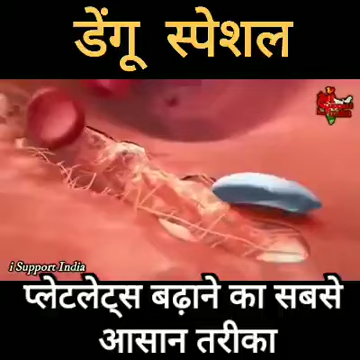 डेंगू स्पेशल
i Support India
प्लेटलेट्स बढ़ाने का सबसे
आसान तरीका